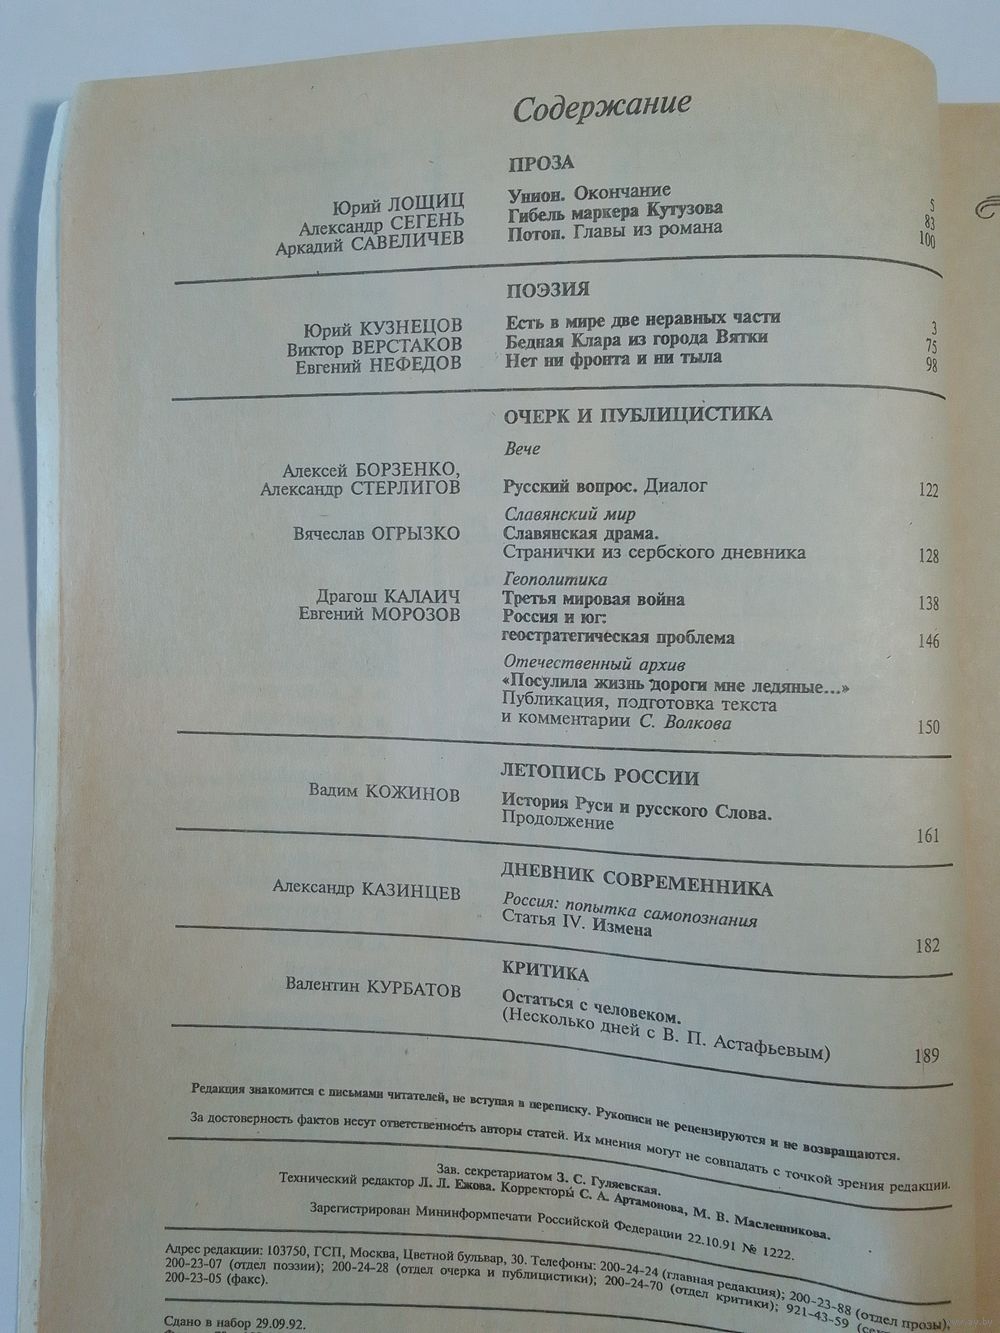 Содержание
ПРОЗА
Юрий ЛОЩИЦ Унион. Окончание 5
Александр СЕГЕНЬ Гибель маркера Кутузова 83
Аркадий САВЕЛИЧЕВ Потоп. Главы из романа 100
ПОЭЗИЯ
Юрий КУЗНЕЦОВ Есть в мире две неравных части 3
Виктор ВЕРСТАКОВ Бедная Клара из города Вятки 75
Евгений НЕФЕДОВ Нет ни фронта и ни тыла 98
ОЧЕРК И ПУБЛИЦИСТИКА
Вече
Алексей БОРЗЕНКО,
Александр СТЕРЛИГОВ Русский вопрос. Диалог 122
Славянский мир
Вячеслав ОГРЫЗКО Славянская драма.
Странички из сербского дневника 128
Геополитика
Драгош КАЛАИЧ Третья мировая война 138
Евгений МОРОЗОВ Россия и юг:
геостратегическая проблема 146
Отечественный архив
«Посулила жизнь дороги мне ледяные...»
Публикация, подготовка текста
и комментарии С. Волкова 150
ЛЕТОПИСЬ РОССИИ
Вадим КОЖИНОВ История Руси и русского Слова.
Продолжение 161
ДНЕВНИК СОВРЕМЕННИКА
Александр КАЗИНЦЕВ Россия: попытка самопознания
Статья IV. Измена 182
КРИТИКА
Валентин КУРБАТОВ Остаться с человеком.
(Несколько дней с В. П. Астафьевым) 189
Редакция знакомится с письмами читателей, не вступая в переписку. Рукописи не рецензируются и не возвращаются.
За достоверность фактов несут ответственность авторы статей. Их мнения могут не совпадать с точкой зрения редакции.
Зав. секретариатом З. С. Гуляевская.
Технический редактор Л. Л. Ежова. Корректоры С. А. Артамонова, М. В. Масленникова.
Зарегистрирован Мининформпечати Российской Федерации 22.10.91 № 1222.
Адрес редакции: 103750, ГСП, Москва, Цветной бульвар, 30. Телефоны: 200-24-24 (главная редакция); 200-23-88 (отдел прозы);
200-23-07 (отдел поэзии); 200-24-28 (отдел очерка и публицистики); 200-24-70 (отдел критики); 921-43-59
200-23-05 (факс).
Сдано в набор 29.09.92.
www.ay.by